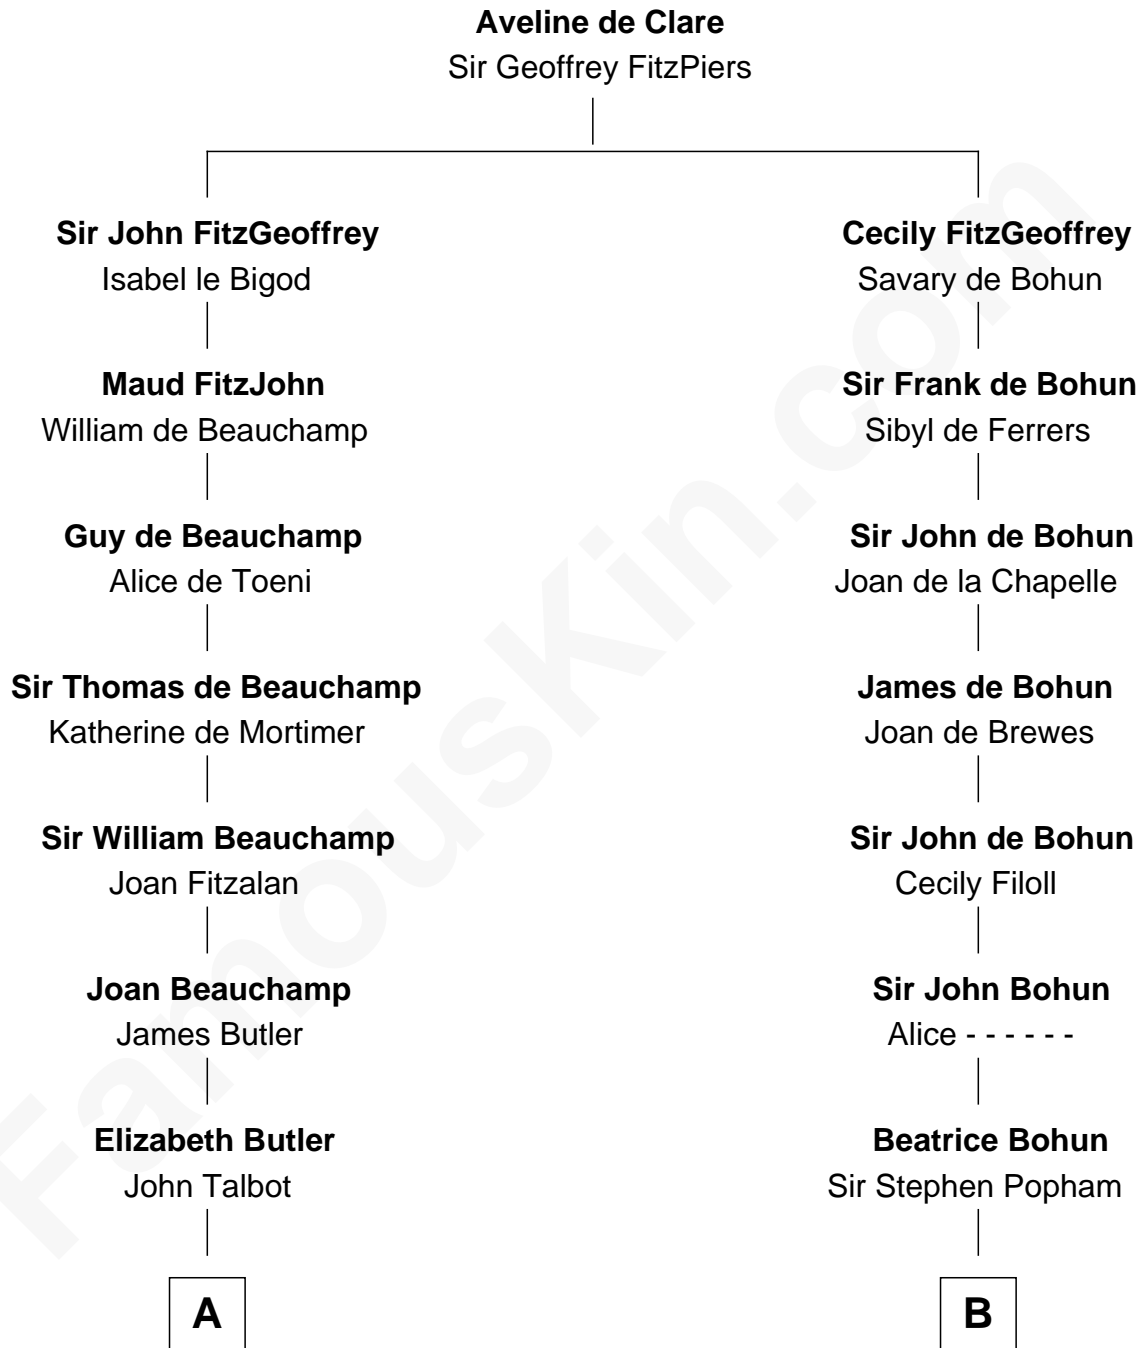 Aveline de Clare
Sir Geoffrey FitzPiers
Sir John FitzGeoffrey
Isabel le Bigod
Maud FitzJohn
William de Beauchamp
Guy de Beauchamp
Alice de Toeni
Sir Thomas de Beauchamp
Katherine de Mortimer
Sir William Beauchamp
Joan Fitzalan
Joan Beauchamp
James Butler
Elizabeth Butler
John Talbot
A
Cecily FitzGeoffrey
Savary de Bohun
Sir Frank de Bohun
Sibyl de Ferrers
Sir John de Bohun
Joan de la Chapelle
James de Bohun
Joan de Brewes
Sir John de Bohun
Cecily Filoll
Sir John Bohun
Alice - - - - - -
Beatrice Bohun
Sir Stephen Popham
B
FamousKin.com